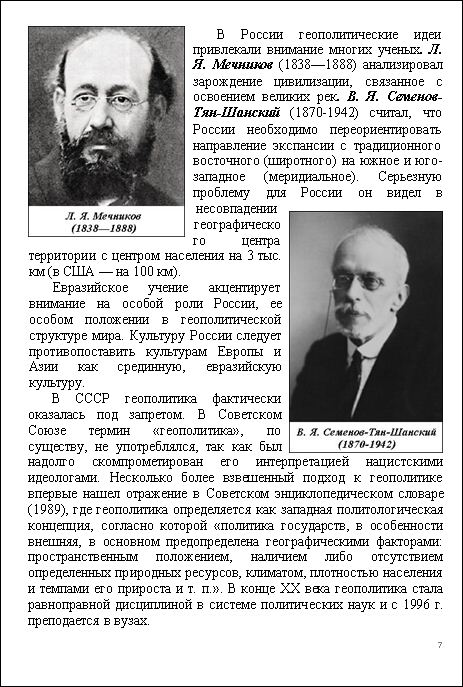 В России геополитические идеи
привлекали внимание многих ученых. Л.
Я. Мечников (1838—1888) анализировал
зарождение цивилизации, связанное с
освоением великих рек. В. Я. Семенов-
Тян-Шанский (1870-1942) считал, что
России необходимо переориентировать
направление экспансии с традиционного
восточного (широтного) на южное и юго-
западное (меридиальное). Серьезную
проблему для России он видел в
Л. Я. Мечников
(1838—1888)
несовпадении
географическо
го центра
территории с центром населения на 3 тыс.
км (в США — на 100 км).
Евразийское учение акцентирует
внимание на особой роли России, ее
особом положении в геополитической
структуре мира. Культуру России следует
противопоставить культурам Европы и
Азии как срединную, евразийскую
культуру.
В СССР геополитика фактически
оказалась под запретом. В Советском
Союзе термин «геополитика», по
существу, не употреблялся, так как был
В. Я. Семенов-Тян-Шанский
(1870-1942)
надолго скомпрометирован его интерпретацией нацистскими
идеологами. Несколько более взвешенный подход к геополитике
впервые нашел отражение в Советском энциклопедическом словаре
(1989), где геополитика определяется как западная политологическая
концепция, согласно которой «политика государств, в особенности
внешняя, в основном предопределена географическими факторами:
пространственным положением, наличием либо отсутствием
определенных природных ресурсов, климатом, плотностью населения
и темпами его прироста и т. п.». В конце XX века геополитика стала
равноправной дисциплиной в системе политических наук и с 1996 г.
преподается в вузах.
7